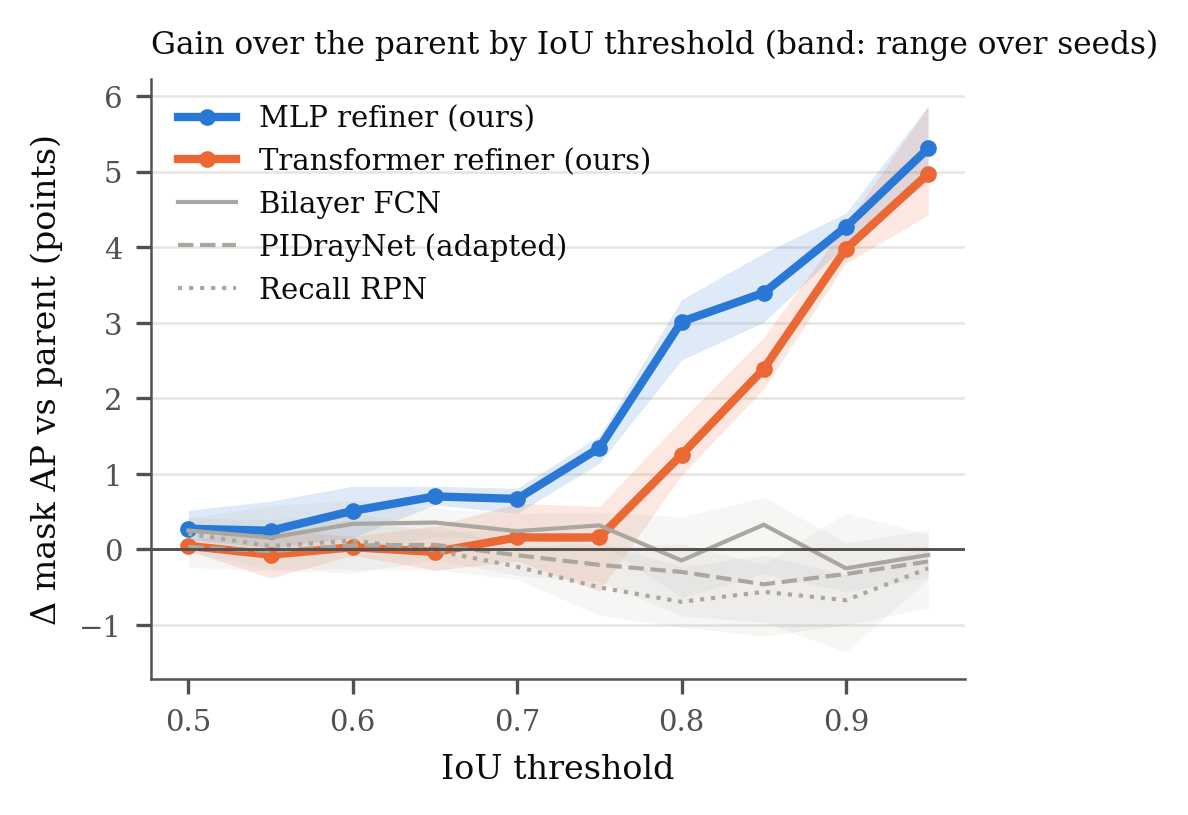 Gain over the parent by IoU threshold (band: range over seeds)
Δ mask AP vs parent (points)
6
5
4
3
2
1
0
−1
MLP refiner (ours)
Transformer refiner (ours)
Bilayer FCN
PIDrayNet (adapted)
Recall RPN
0.5
0.6
0.7
0.8
0.9
IoU threshold